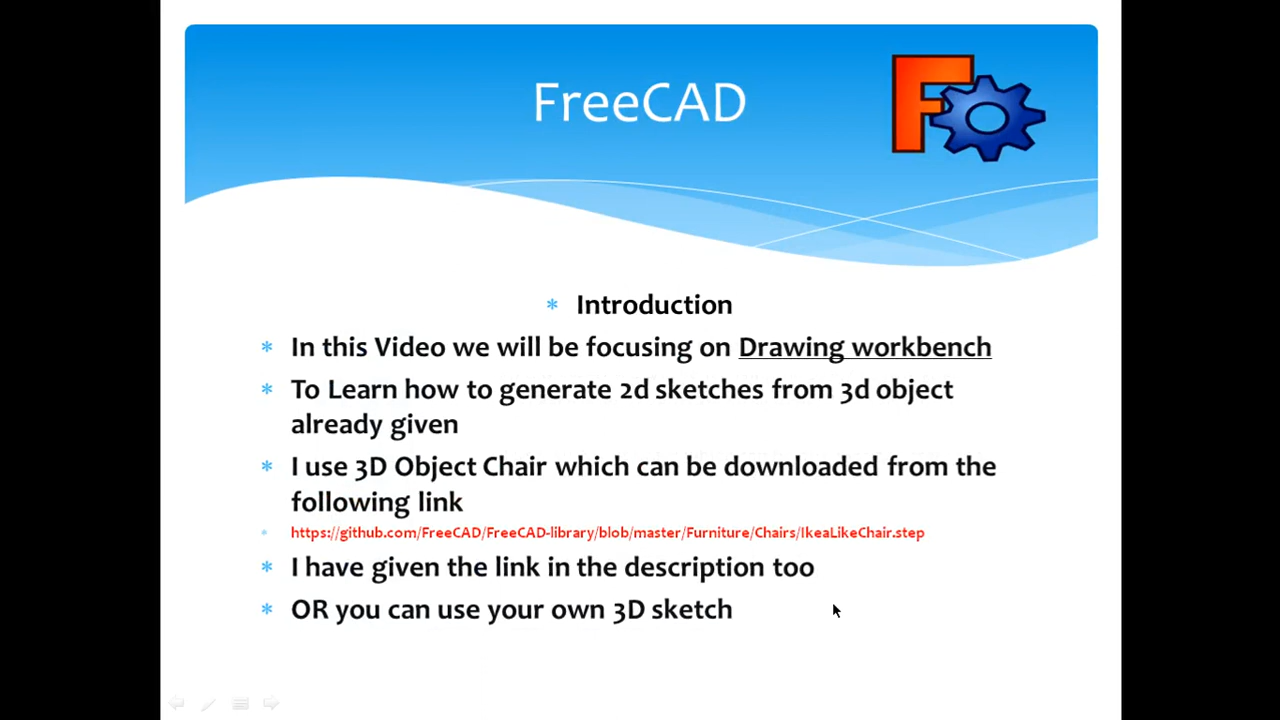 FreeCAD
* Introduction
* In this Video we will be focusing on Drawing workbench
* To Learn how to generate 2d sketches from 3d object
already given
* I use 3D Object Chair which can be downloaded from the
following link
* https://github.com/FreeCAD/FreeCAD-library/blob/master/Furniture/Chairs/IkeaLikeChair.step
* I have given the link in the description too
* OR you can use your own 3D sketch